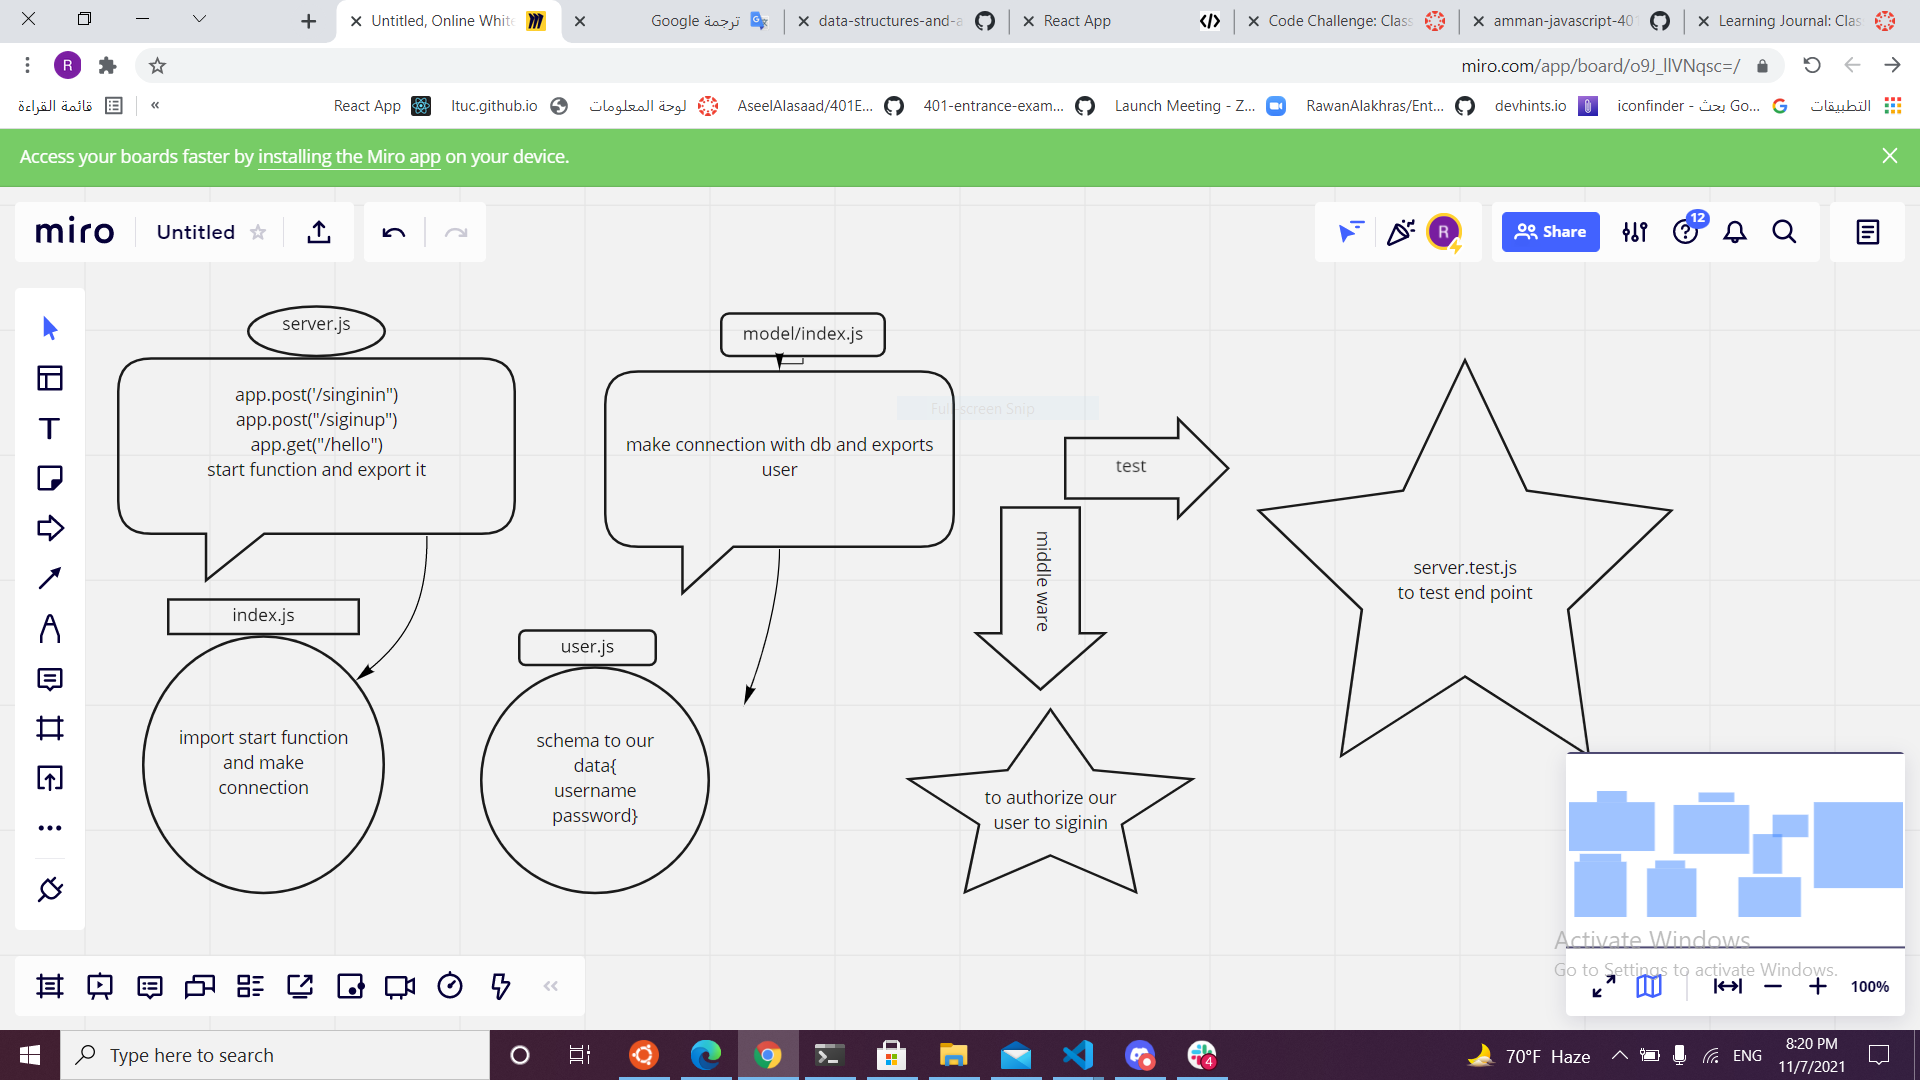 Untitled, Online White
ترجمة Google
data-structures-and-a
React App
Code Challenge: Class
amman-javascript-401
Learning Journal: Clas
R
miro.com/app/board/o9J_llVNqsc=/
قائمة القراءة
«
React App
ltuc.github.io
لوحة المعلومات
AseelAlasaad/401E...
401-entrance-exam...
Launch Meeting - Z...
RawanAlakhras/Ent...
devhints.io
iconfinder - بحث Go...
التطبيقات
Access your boards faster by installing the Miro app on your device.
miro
Untitled
R
Share
12
server.js
app.post('/singinin")
app.post("/siginup")
app.get("/hello")
start function and export it
model/index.js
Full-screen Snip
make connection with db and exports
user
test
middle ware
server.test.js
to test end point
index.js
import start function
and make
connection
user.js
schema to our
data{
username
password}
to authorize our
user to siginin
Activate Windows
Go to Settings to activate Windows.
100%
Type here to search
4
70°F Haze
ENG
8:20 PM
11/7/2021